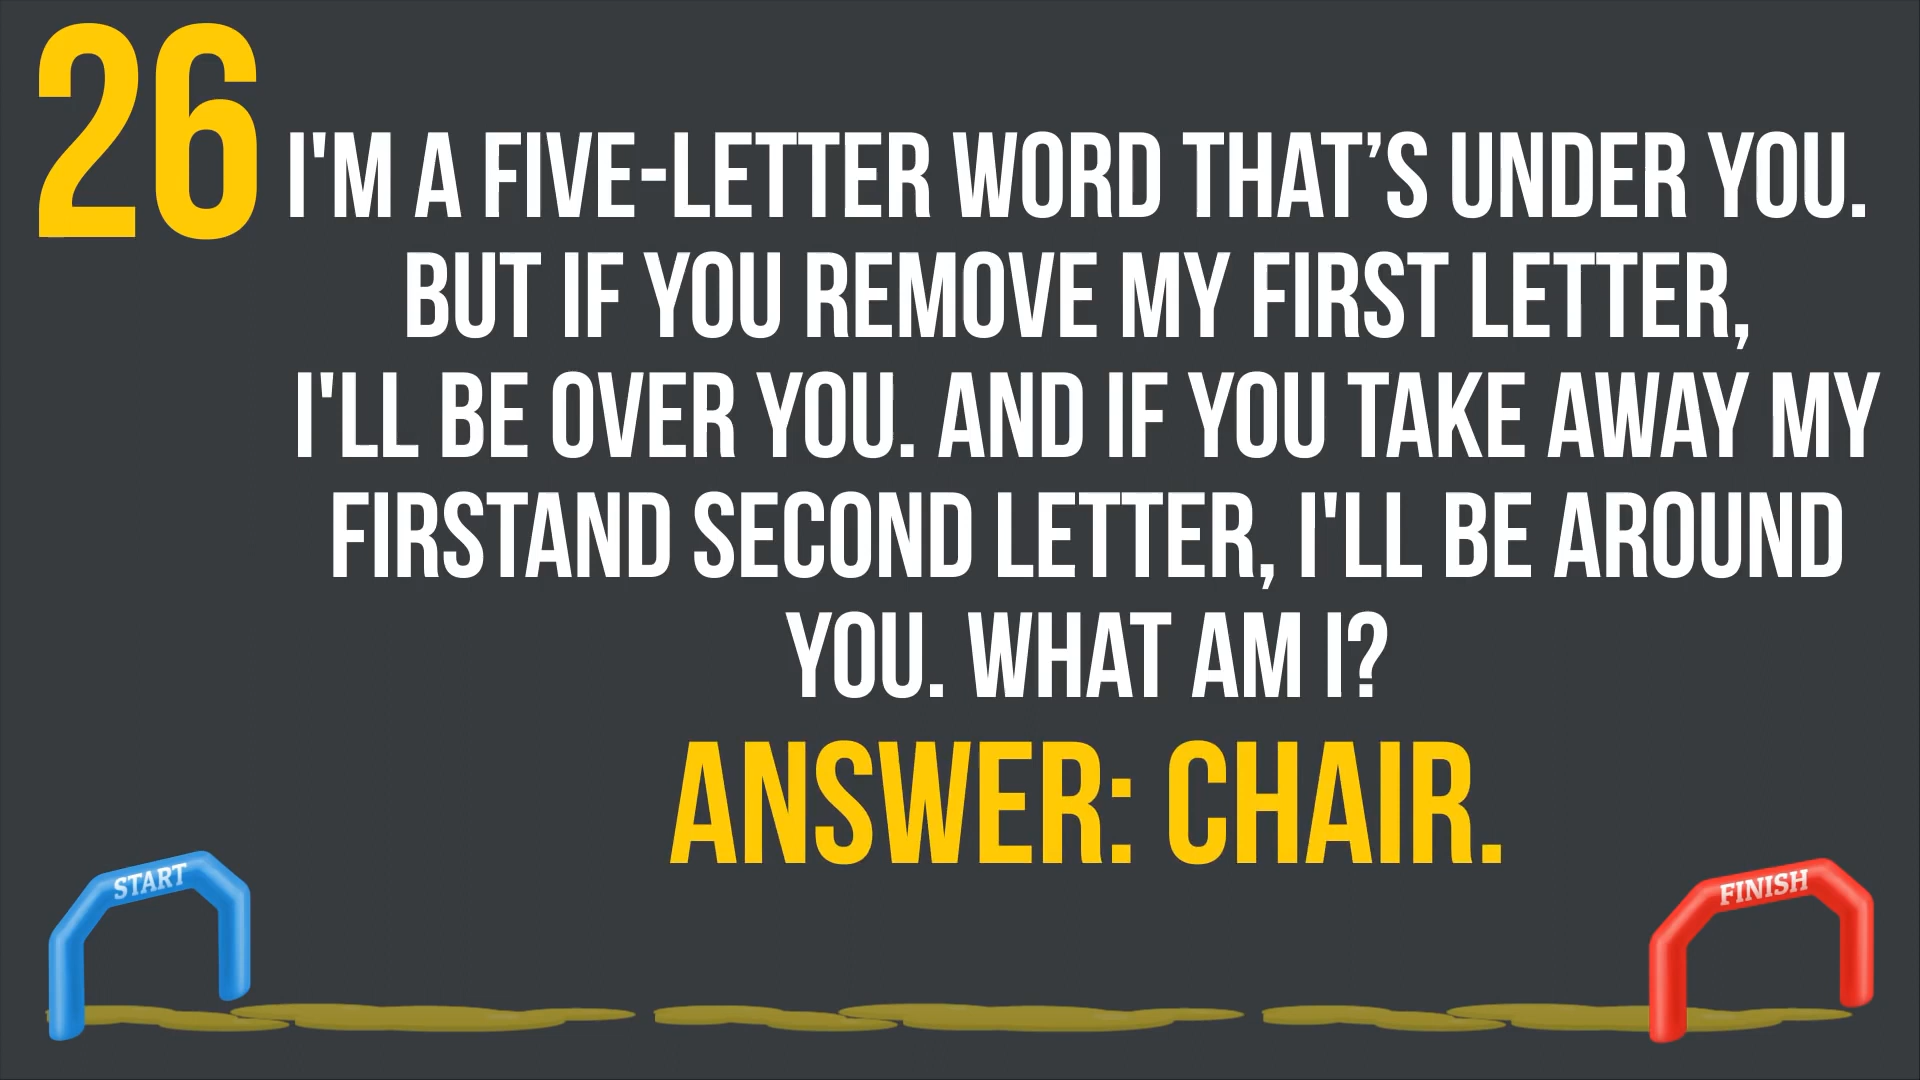 26
I'M A FIVE-LETTER WORD THAT’S UNDER YOU.
BUT IF YOU REMOVE MY FIRST LETTER,
I'LL BE OVER YOU. AND IF YOU TAKE AWAY MY
FIRSTAND SECOND LETTER, I'LL BE AROUND
YOU. WHAT AM I?
ANSWER: CHAIR.
START
FINISH